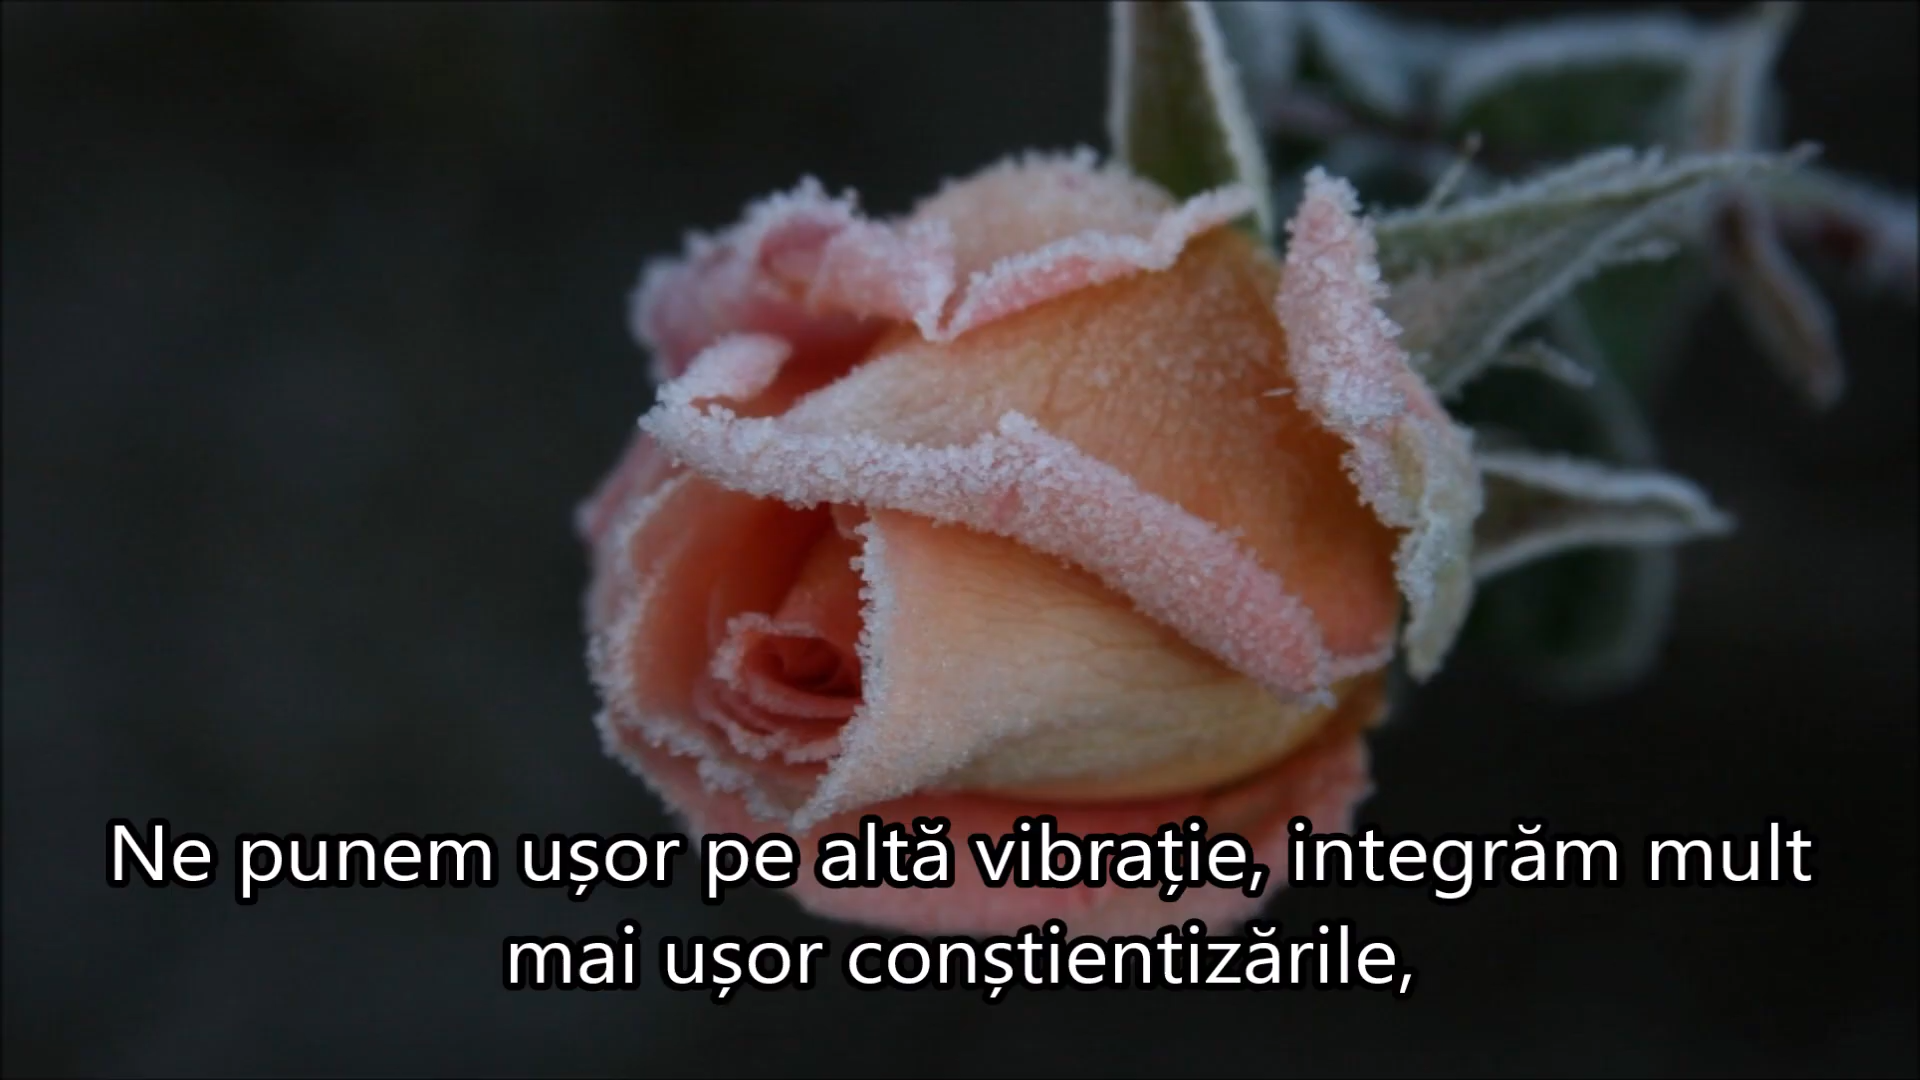 Ne punem ușor pe altă vibrație, integrăm mult
mai ușor conștientizările,